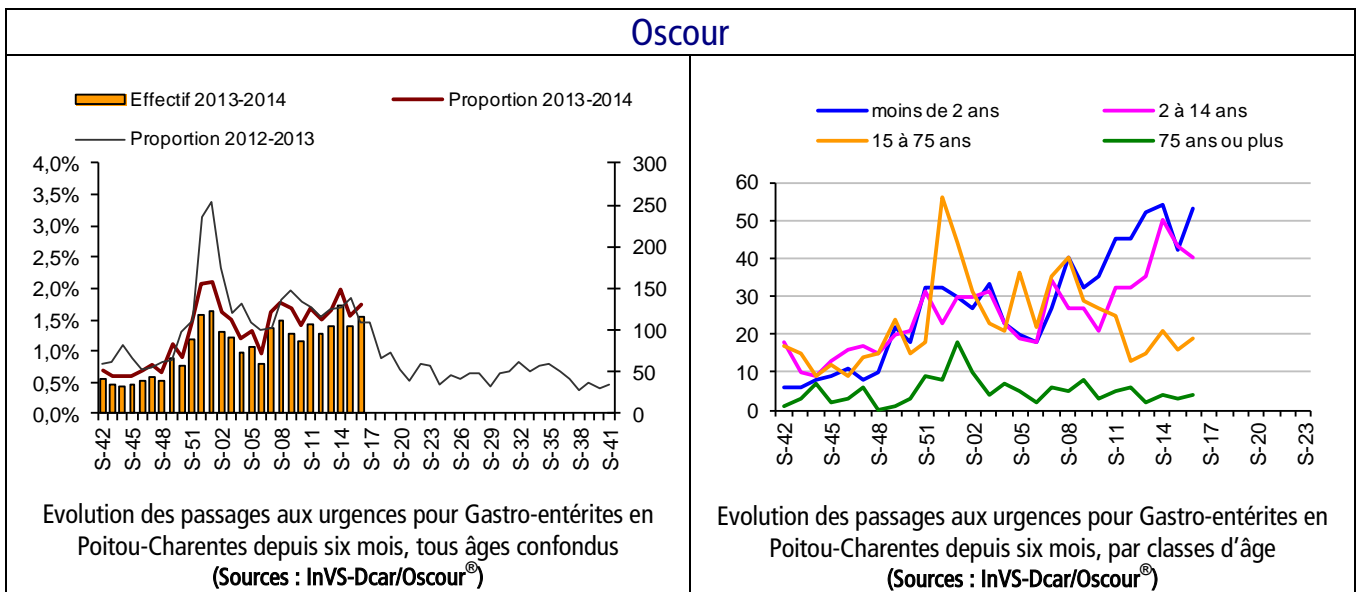 Oscour
Effectif 2013-2014
Proportion 2013-2014
Proportion 2012-2013
4,0%
3,5%
3,0%
2,5%
2,0%
1,5%
1,0%
0,5%
0,0%
300
250
200
150
100
50
0
S-42
S-45
S-48
S-51
S-02
S-05
S-08
S-11
S-14
S-17
S-20
S-23
S-26
S-29
S-32
S-35
S-38
S-41
Evolution des passages aux urgences pour Gastro-entérites en
Poitou-Charentes depuis six mois, tous âges confondus
(Sources : InVS-Dcar/Oscour®)
moins de 2 ans
2 à 14 ans
15 à 75 ans
75 ans ou plus
60
50
40
30
20
10
0
S-42
S-45
S-48
S-51
S-02
S-05
S-08
S-11
S-14
S-17
S-20
S-23
Evolution des passages aux urgences pour Gastro-entérites en
Poitou-Charentes depuis six mois, par classes d’âge
(Sources : InVS-Dcar/Oscour®)